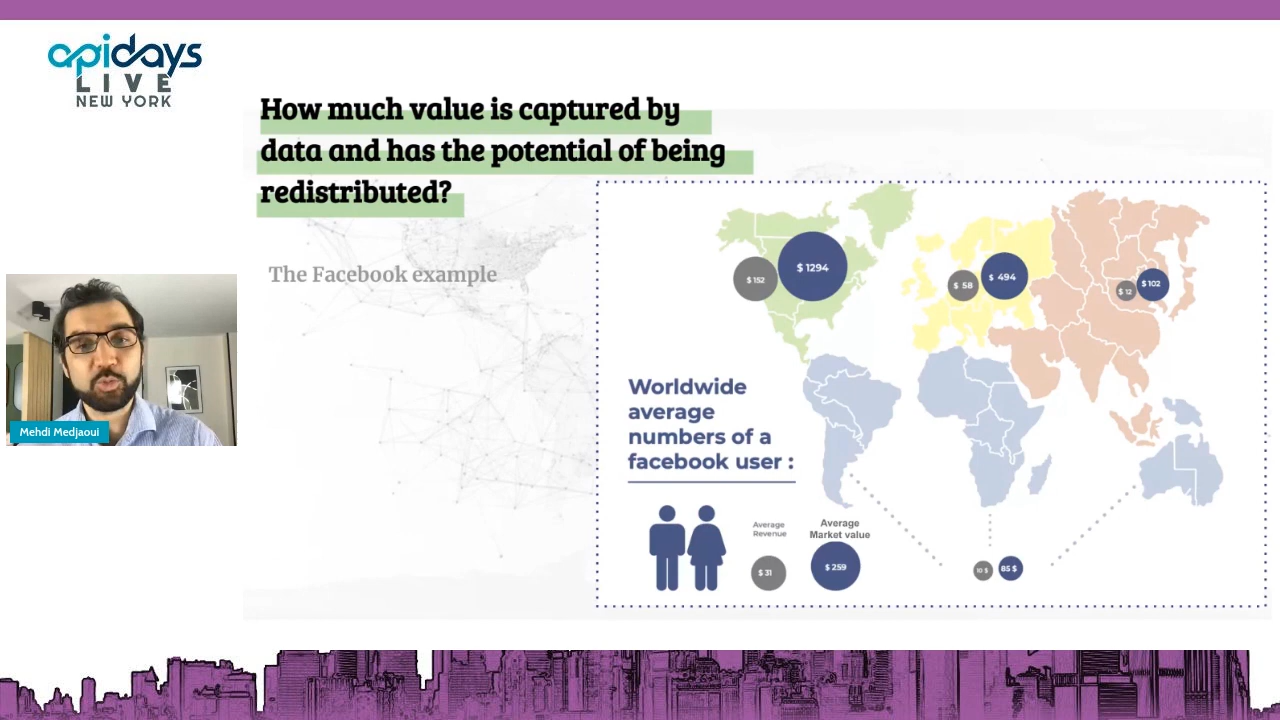 apidays
LIVE
NEW YORK
How much value is captured by
data and has the potential of being
redistributed?
The Facebook example
Mehdi Medjaoui
$ 152
$ 1294
$ 58
$ 494
$ 12
$ 102
Worldwide
average
numbers of a
facebook user :
Average
Revenue
$ 31
Average
Market value
$ 259
10 $
85 $